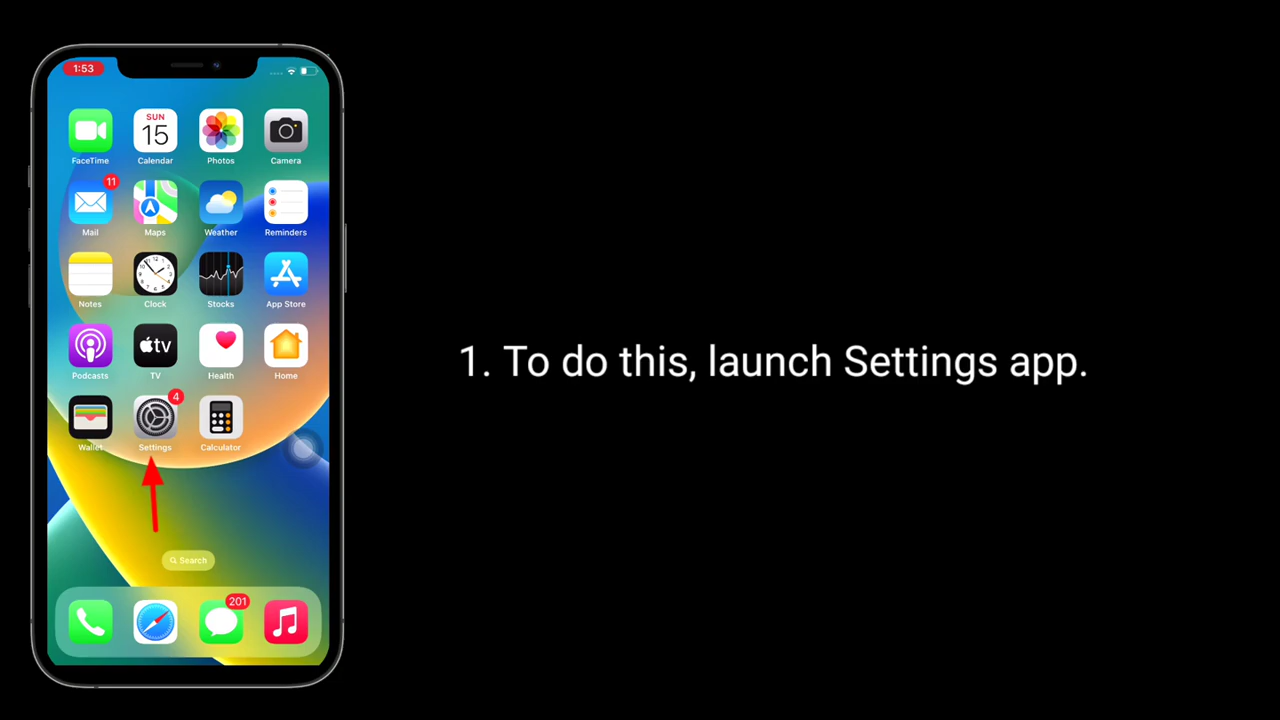 1:53
SUN
15
FaceTime
Calendar
Photos
Camera
11
Mail
Maps
Weather
Reminders
Notes
Clock
Stocks
App Store
tv
Podcasts
TV
Health
Home
4
Wallet
Settings
Calculator
1. To do this, launch Settings app.
Search
201